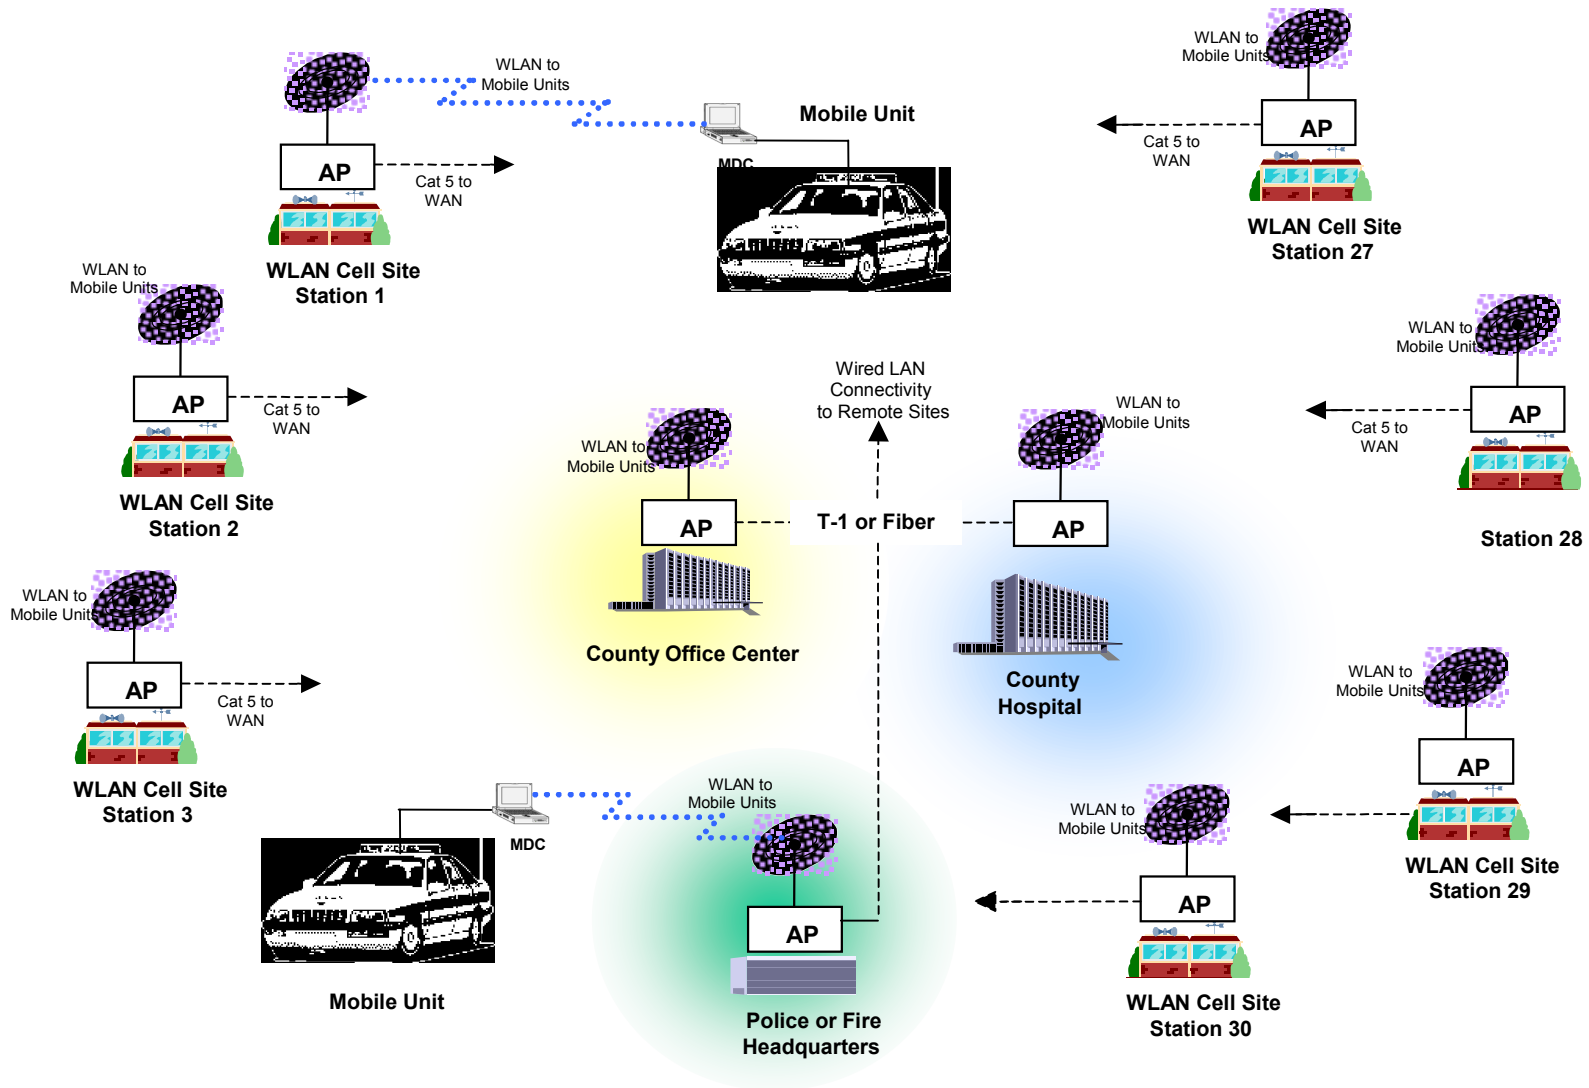 WLAN to
Mobile Units
AP
Cat 5 to
WAN
WLAN Cell Site
Station 1
WLAN to
Mobile Units
MDC
Mobile Unit
WLAN to
Mobile Units
AP
WLAN Cell Site
Station 27
WLAN to
Mobile Units
AP
Cat 5 to
WAN
WLAN Cell Site
Station 2
WLAN to
Mobile Units
AP
Cat 5 to
WAN
Station 28
Wired LAN
Connectivity
to Remote Sites
WLAN to
Mobile Units
AP
T-1 or Fiber
County Office Center
WLAN to
Mobile Units
AP
County
Hospital
WLAN to
Mobile Units
AP
Cat 5 to
WAN
WLAN Cell Site
Station 3
WLAN to
Mobile Units
AP
WLAN Cell Site
Station 29
MDC
Mobile Unit
WLAN to
Mobile Units
AP
Police or Fire
Headquarters
AP
WLAN Cell Site
Station 30